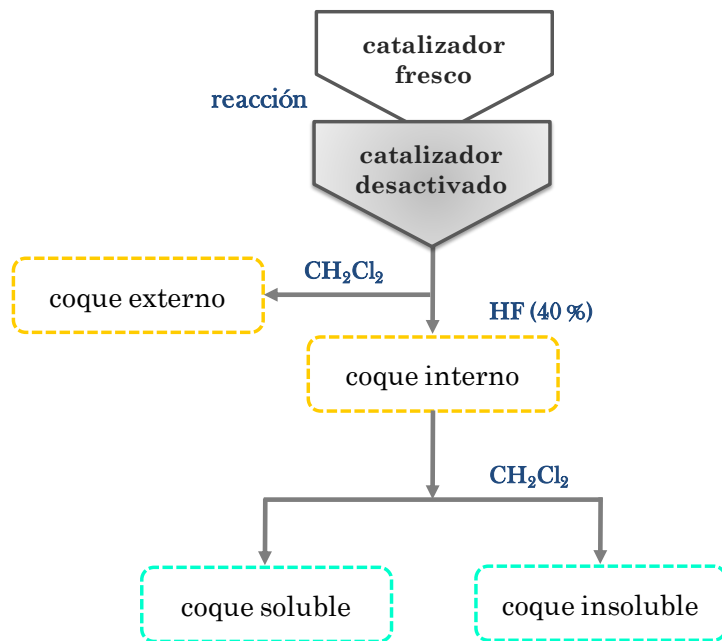 catalizador
fresco
reacción
catalizador
desactivado
CH₂Cl₂
coque externo
HF (40 %)
coque interno
CH₂Cl₂
coque soluble
coque insoluble